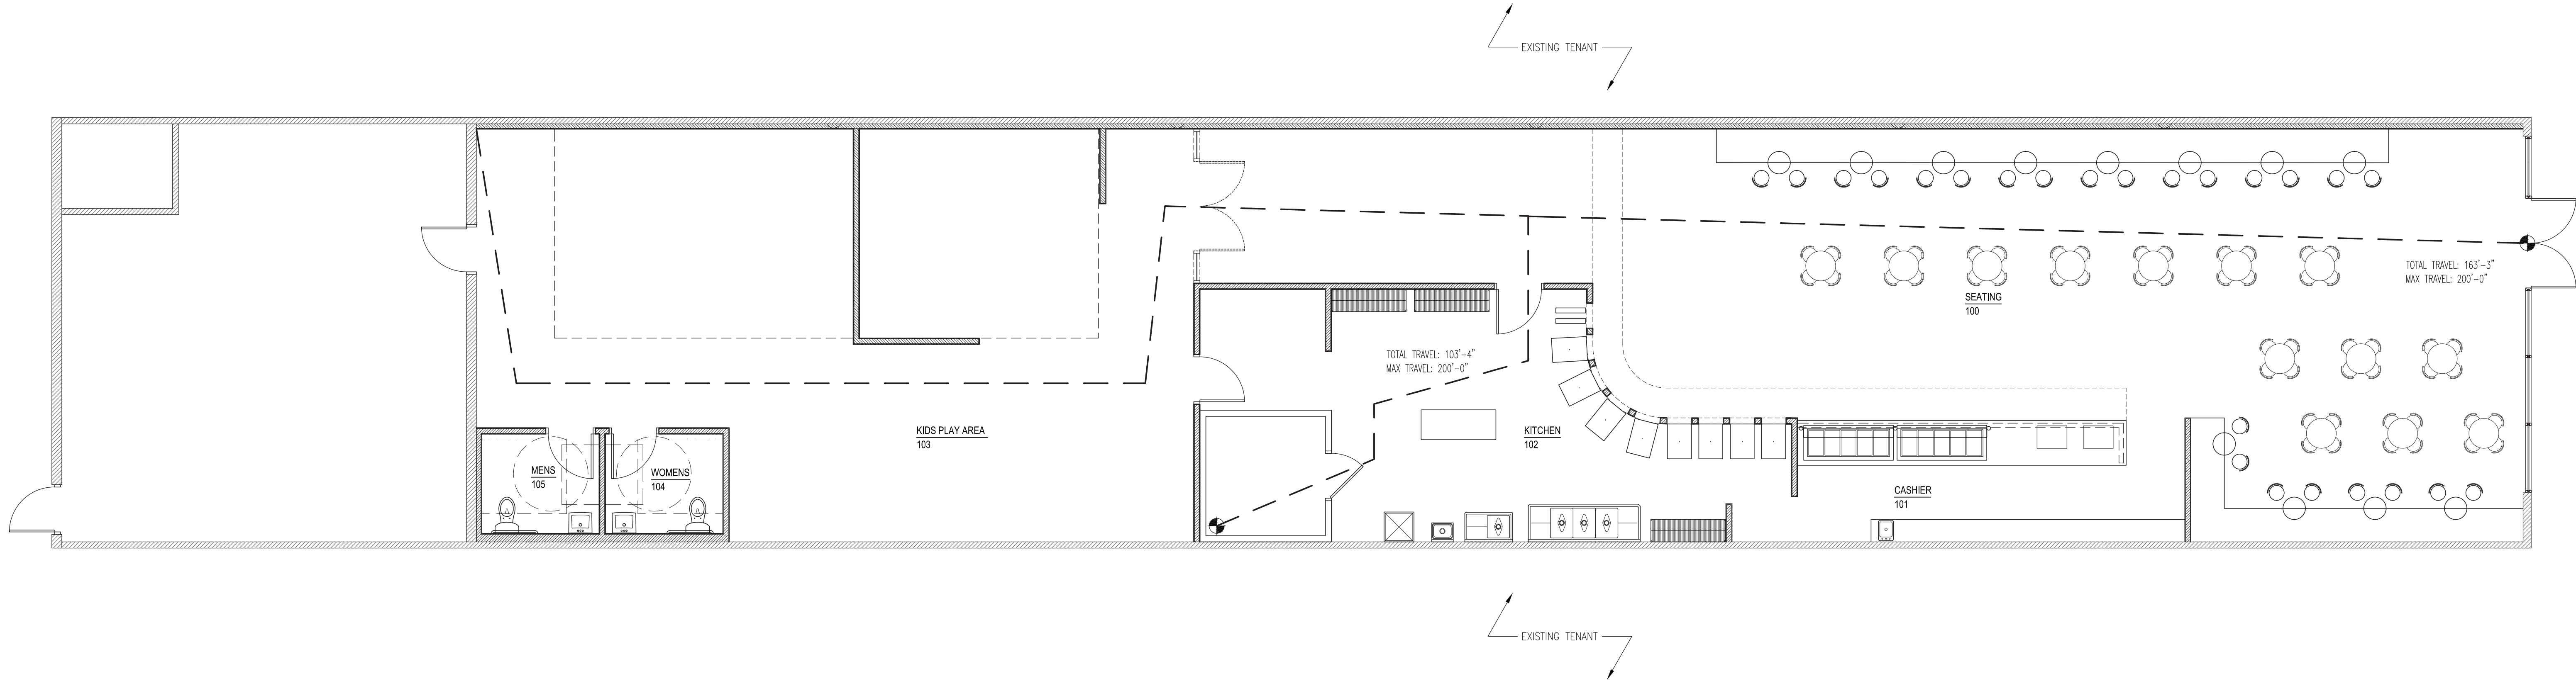 EXISTING TENANT
TOTAL TRAVEL: 163'-3"
MAX TRAVEL: 200'-0"
SEATING
100
TOTAL TRAVEL: 103'-4"
MAX TRAVEL: 200'-0"
KIDS PLAY AREA
103
KITCHEN
102
MENS
105
WOMENS
104
CASHIER
101
EXISTING TENANT